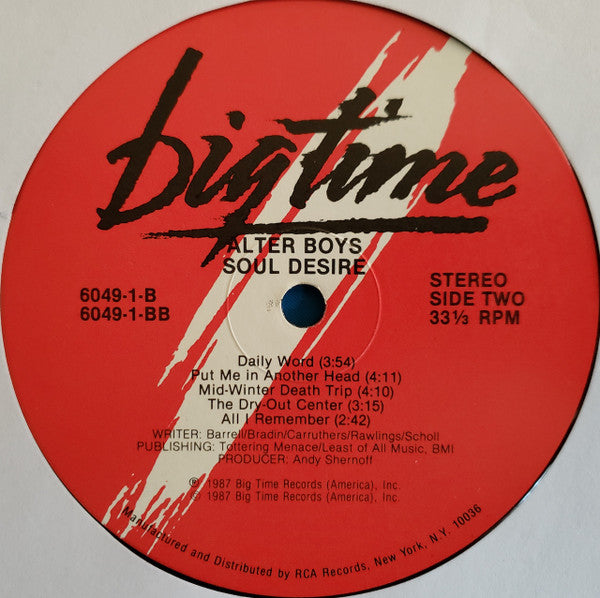 big time
ALTER BOYS
SOUL DESIRE
6049-1-B
6049-1-BB
STEREO
SIDE TWO
33⅓ RPM
Daily Word (3:54)
Put Me in Another Head (4:11)
Mid-Winter Death Trip (4:10)
The Dry-Out Center (3:15)
All I Remember (2:42)
WRITER: Barrell/Bradin/Carruthers/Rawlings/Scholl
PUBLISHING: Tottering Menace/Least of All Music, BMI
PRODUCER: Andy Shernoff
℗ 1987 Big Time Records (America), Inc.
© 1987 Big Time Records (America), Inc.
Manufactured and Distributed by RCA Records, New York, N.Y. 10036